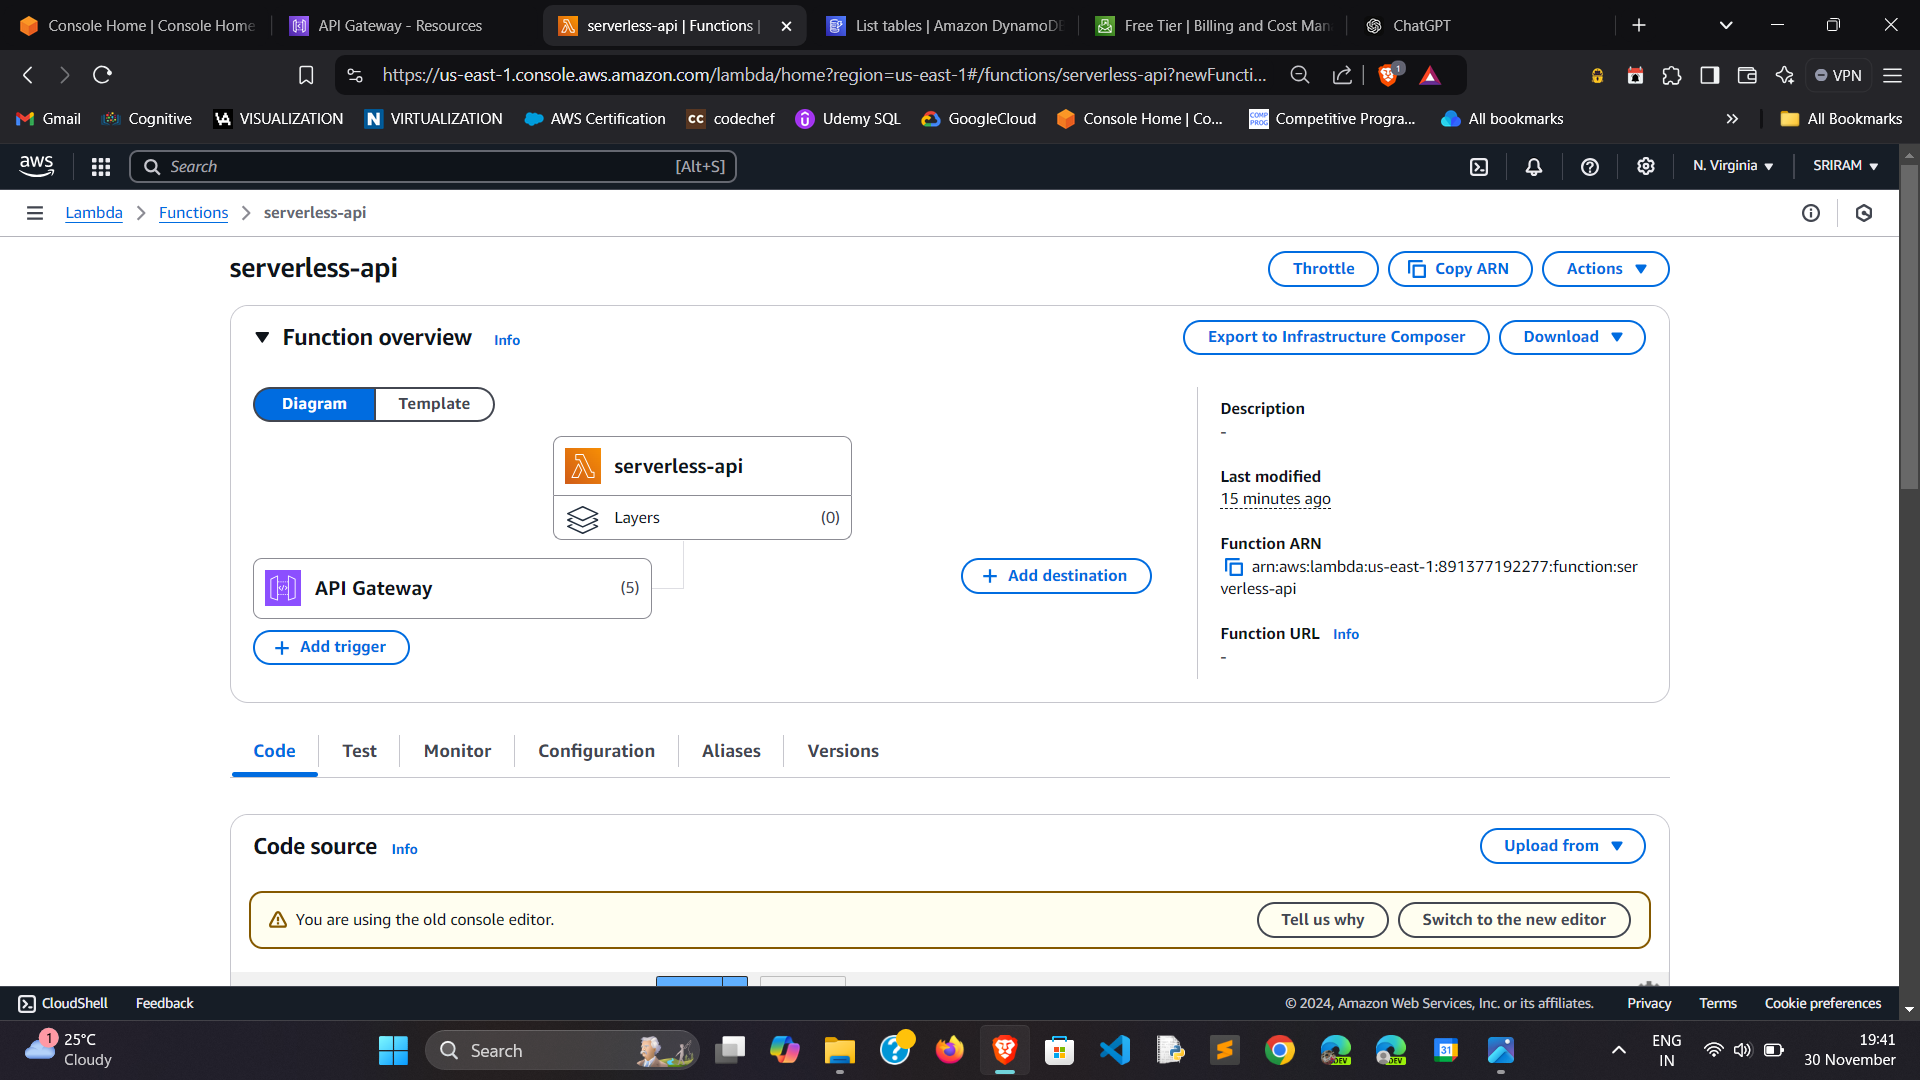 Console Home | Console Home
API Gateway - Resources
serverless-api | Functions |
List tables | Amazon DynamoDB
Free Tier | Billing and Cost Man
ChatGPT
https://us-east-1.console.aws.amazon.com/lambda/home?region=us-east-1#/functions/serverless-api?newFuncti...
1
VPN
Gmail
Cognitive
VISUALIZATION
VIRTUALIZATION
AWS Certification
codechef
Udemy SQL
GoogleCloud
Console Home | Co...
Competitive Progra...
All bookmarks
All Bookmarks
aws
Search
[Alt+S]
N. Virginia
SRIRAM
Lambda
Functions
serverless-api
serverless-api
Throttle
Copy ARN
Actions
Function overview
Info
Export to Infrastructure Composer
Download
Diagram
Template
serverless-api
Layers
(0)
API Gateway
(5)
Add trigger
Add destination
Description
-
Last modified
15 minutes ago
Function ARN
arn:aws:lambda:us-east-1:891377192277:function:ser
verless-api
Function URL
Info
-
Code
Test
Monitor
Configuration
Aliases
Versions
Code source
Info
Upload from
You are using the old console editor.
Tell us why
Switch to the new editor
CloudShell
Feedback
© 2024, Amazon Web Services, Inc. or its affiliates.
Privacy
Terms
Cookie preferences
1
25°C
Cloudy
Search
DEV
DEV
31
ENG
IN
19:41
30 November